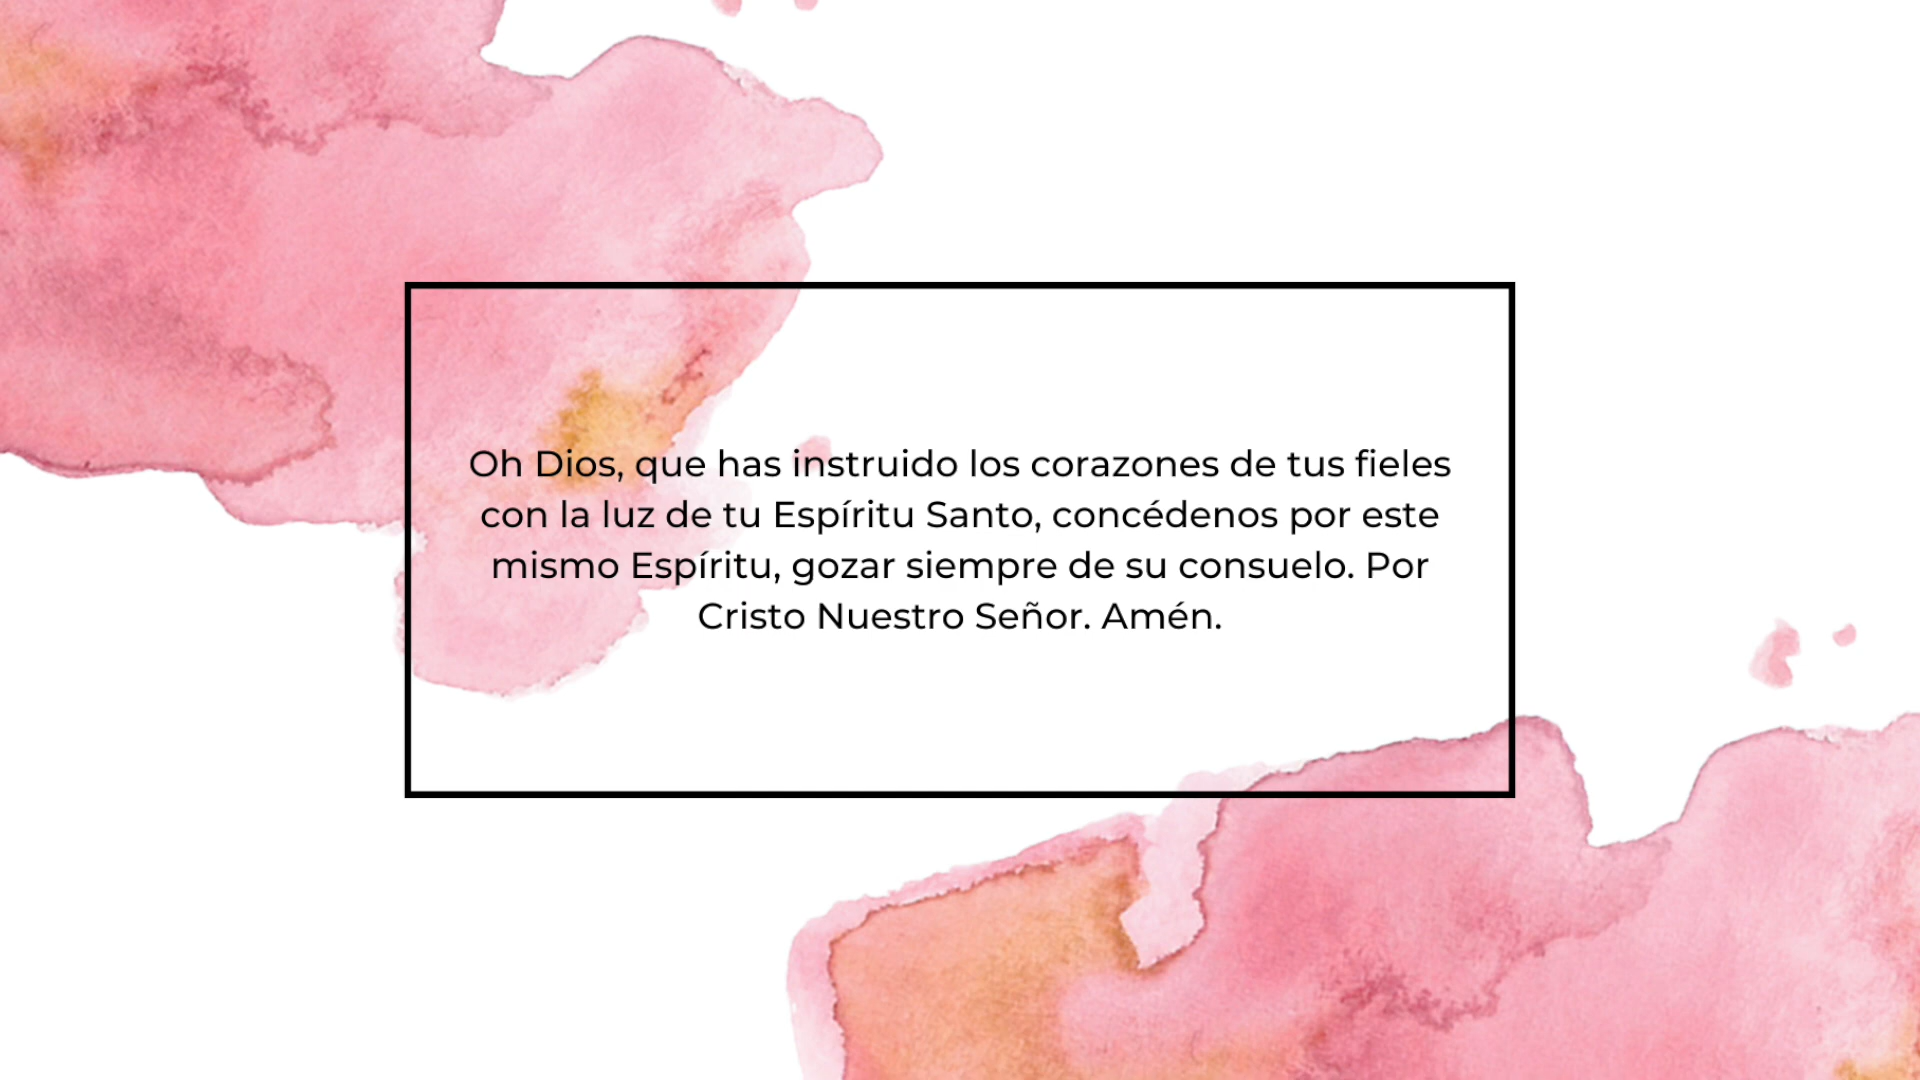 Oh Dios, que has instruido los corazones de tus fieles
con la luz de tu Espíritu Santo, concédenos por este
mismo Espíritu, gozar siempre de su consuelo. Por
Cristo Nuestro Señor. Amén.